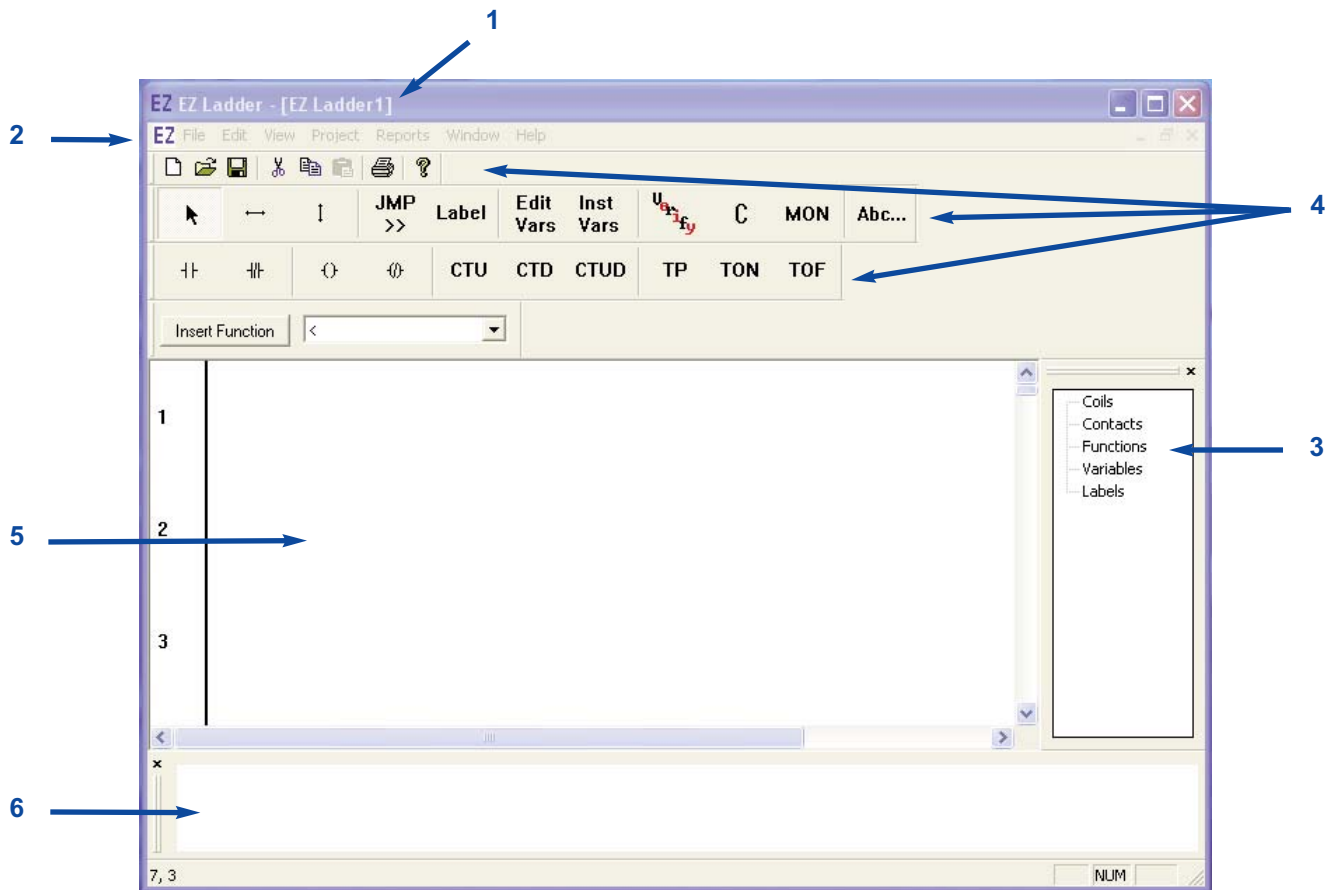 1
EZ EZ Ladder - [EZ Ladder1]
2
EZ File Edit View Project Reports Window Help
4
JMP >> Label Edit Vars Inst Vars Verify C MON Abc...
CTU CTD CTUD TP TON TOF
Insert Function <
1
Coils
Contacts
Functions
3
Variables
Labels
2
5
3
6
7, 3 NUM